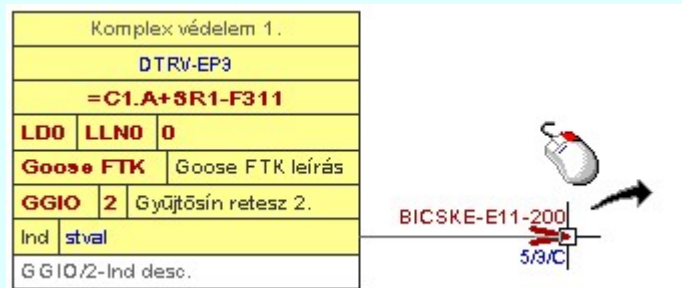 Komplex védelem 1.
DTRV-EP3
=C1.A+SR1-F311
LD0 LLN0 0
Goose FTK Goose FTK leírás
GGIO 2 Gyűjtősín retesz 2.
Ind stval
GGIO/2-Ind desc.
BICSKE-E11-200
5/3/C